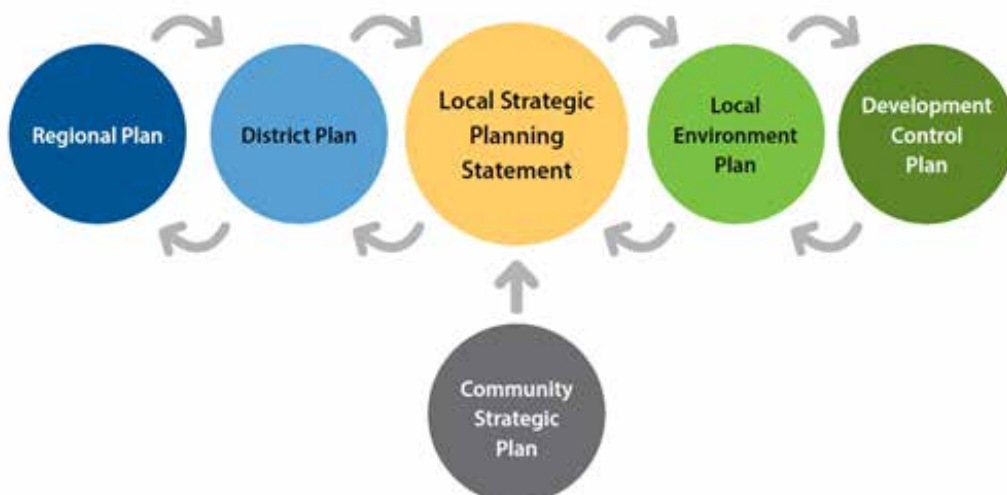 Regional Plan
District Plan
Local Strategic
Planning
Statement
Local
Environment
Plan
Development
Control
Plan
Community
Strategic
Plan